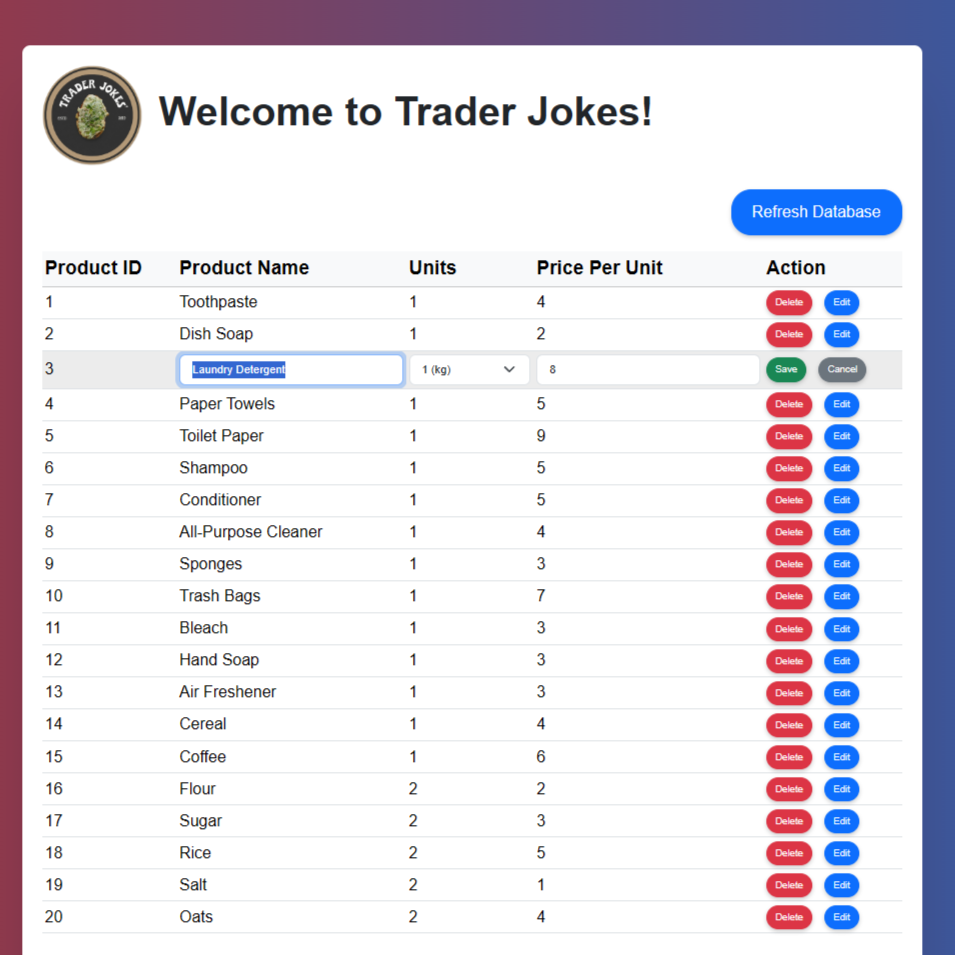 TRADER JOKES
Welcome to Trader Jokes!
Refresh Database
Product ID Product Name Units Price Per Unit Action
1 Toothpaste 1 4 Delete Edit
2 Dish Soap 1 2 Delete Edit
3 Laundry Detergent 1 (kg) 8 Save Cancel
4 Paper Towels 1 5 Delete Edit
5 Toilet Paper 1 9 Delete Edit
6 Shampoo 1 5 Delete Edit
7 Conditioner 1 5 Delete Edit
8 All-Purpose Cleaner 1 4 Delete Edit
9 Sponges 1 3 Delete Edit
10 Trash Bags 1 7 Delete Edit
11 Bleach 1 3 Delete Edit
12 Hand Soap 1 3 Delete Edit
13 Air Freshener 1 3 Delete Edit
14 Cereal 1 4 Delete Edit
15 Coffee 1 6 Delete Edit
16 Flour 2 2 Delete Edit
17 Sugar 2 3 Delete Edit
18 Rice 2 5 Delete Edit
19 Salt 2 1 Delete Edit
20 Oats 2 4 Delete Edit